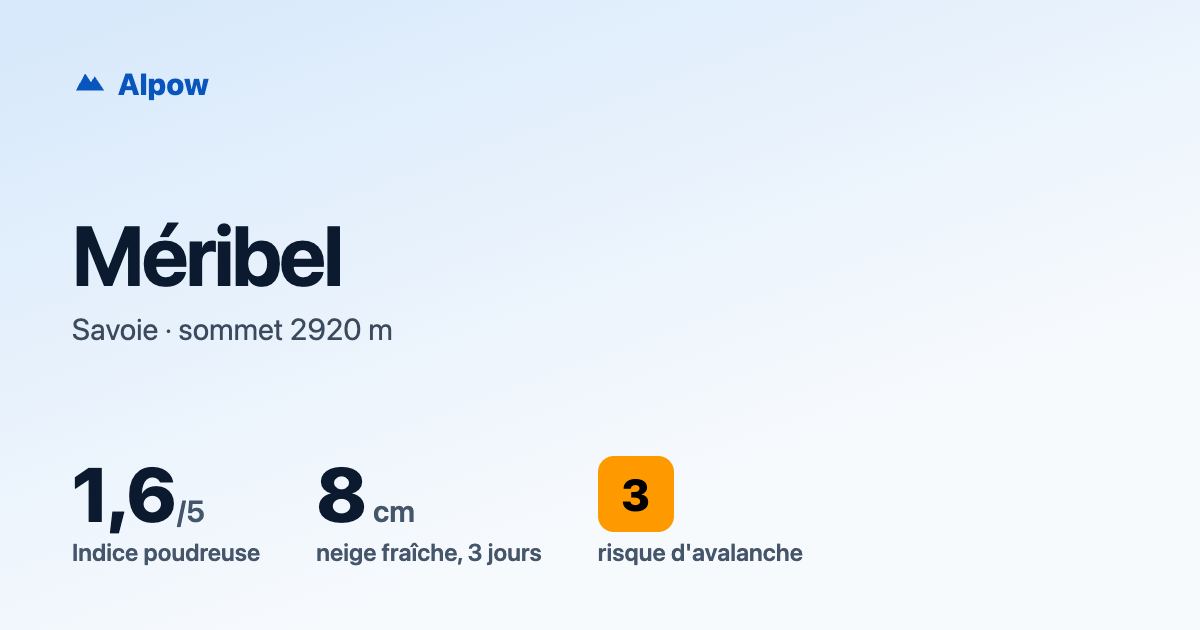 Alpow
Méribel
Savoie · sommet 2920 m
1,6/5
Indice poudreuse
8 cm
neige fraîche, 3 jours
3
risque d'avalanche